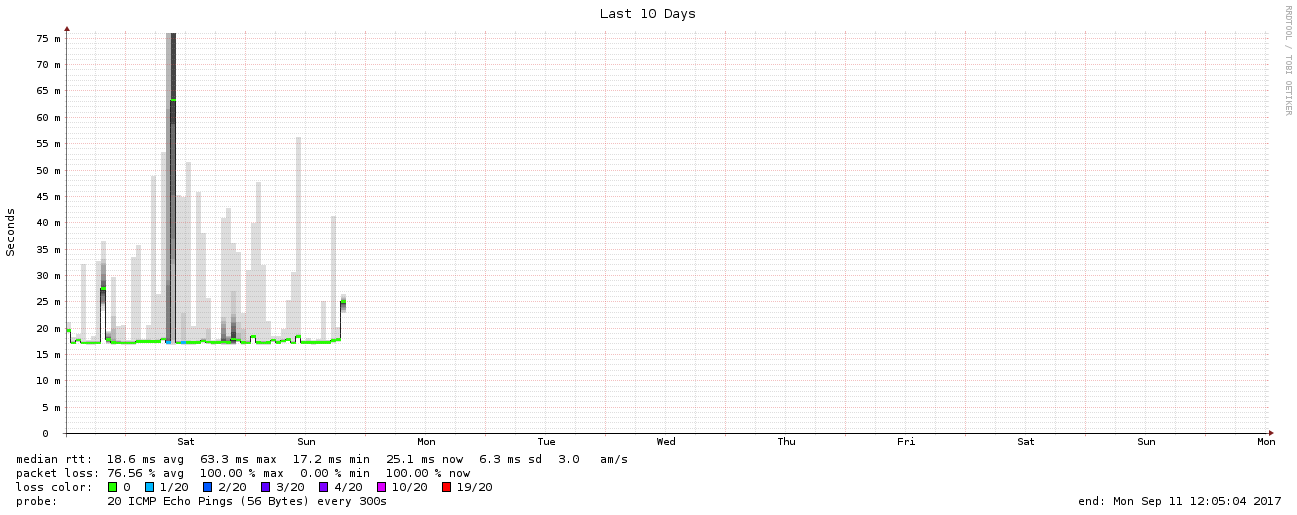 Last 10 Days
RRDTOOL / TOBI OETIKER
Seconds
75 m
70 m
65 m
60 m
55 m
50 m
45 m
40 m
35 m
30 m
25 m
20 m
15 m
10 m
5 m
0
Sat Sun Mon Tue Wed Thu Fri Sat Sun Mon
median rtt: 18.6 ms avg 63.3 ms max 17.2 ms min 25.1 ms now 6.3 ms sd 3.0 am/s
packet loss: 76.56 % avg 100.00 % max 0.00 % min 100.00 % now
loss color: 0 1/20 2/20 3/20 4/20 10/20 19/20
probe: 20 ICMP Echo Pings (56 Bytes) every 300s end: Mon Sep 11 12:05:04 2017